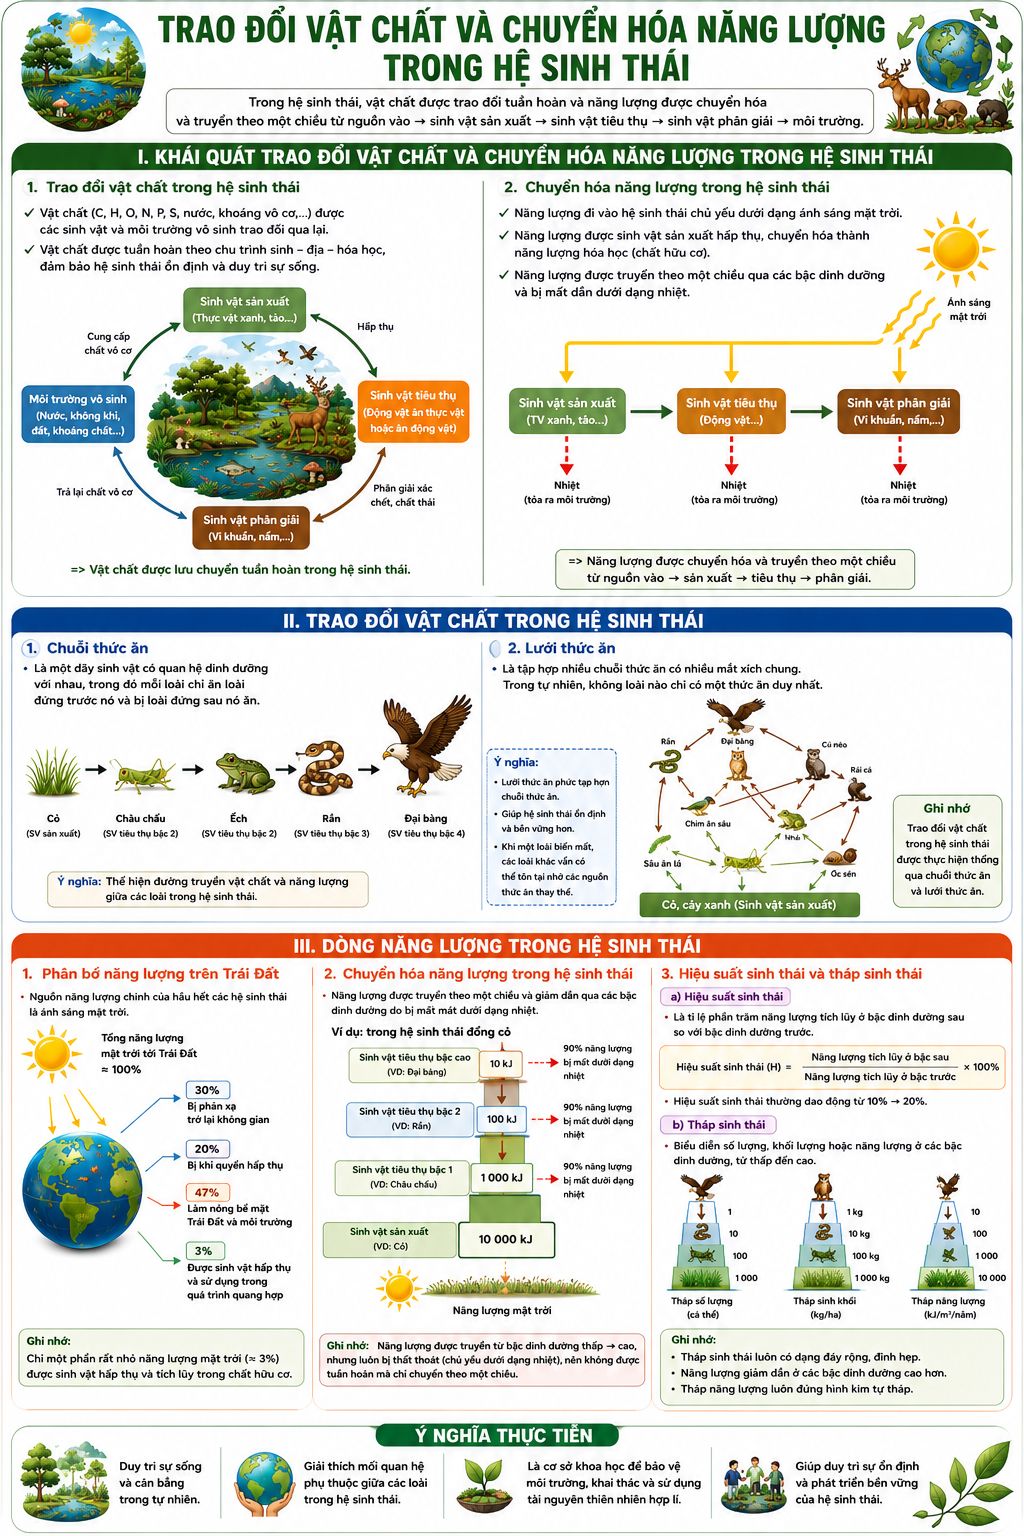 TRAO ĐỔI VẬT CHẤT VÀ CHUYỂN HÓA NĂNG LƯỢNG
TRONG HỆ SINH THÁI
Trong hệ sinh thái, vật chất được trao đổi tuần hoàn và năng lượng được chuyển hóa
và truyền theo một chiều từ nguồn vào → sinh vật sản xuất → sinh vật tiêu thụ → sinh vật phân giải → môi trường.
I. KHÁI QUÁT TRAO ĐỔI VẬT CHẤT VÀ CHUYỂN HÓA NĂNG LƯỢNG TRONG HỆ SINH THÁI
1. Trao đổi vật chất trong hệ sinh thái
✓ Vật chất (C, H, O, N, P, S, nước, khoáng vô cơ,...) được
các sinh vật và môi trường vô sinh trao đổi qua lại.
✓ Vật chất được tuần hoàn theo chu trình sinh – địa – hóa học,
đảm bảo hệ sinh thái ổn định và duy trì sự sống.
Sinh vật sản xuất
(Thực vật xanh, tảo...)
Cung cấp
chất vô cơ
Hấp thụ
Môi trường vô sinh
(Nước, không khí,
đất, khoáng chất...)
Sinh vật tiêu thụ
(Động vật ăn thực vật
hoặc ăn động vật)
Trả lại chất vô cơ
Phân giải xác
chết, chất thải
Sinh vật phân giải
(Vi khuẩn, nấm,...)
=> Vật chất được lưu chuyển tuần hoàn trong hệ sinh thái.
2. Chuyển hóa năng lượng trong hệ sinh thái
✓ Năng lượng đi vào hệ sinh thái chủ yếu dưới dạng ánh sáng mặt trời.
✓ Năng lượng được sinh vật sản xuất hấp thụ, chuyển hóa thành
năng lượng hóa học (chất hữu cơ).
✓ Năng lượng được truyền theo một chiều qua các bậc dinh dưỡng
và bị mất dần dưới dạng nhiệt.
Ánh sáng
mặt trời
Sinh vật sản xuất
(TV xanh, tảo...)
Sinh vật tiêu thụ
(Động vật...)
Sinh vật phân giải
(Vi khuẩn, nấm,...)
Nhiệt
(tỏa ra môi trường)
Nhiệt
(tỏa ra môi trường)
Nhiệt
(tỏa ra môi trường)
=> Năng lượng được chuyển hóa và truyền theo một chiều
từ nguồn vào → sản xuất → tiêu thụ → phân giải.
II. TRAO ĐỔI VẬT CHẤT TRONG HỆ SINH THÁI
1. Chuỗi thức ăn
• Là một dãy sinh vật có quan hệ dinh dưỡng
với nhau, trong đó mỗi loài chỉ ăn loài
đứng trước nó và bị loài đứng sau nó ăn.
Cỏ
(SV sản xuất)
Châu chấu
(SV tiêu thụ bậc 2)
Ếch
(SV tiêu thụ bậc 2)
Rắn
(SV tiêu thụ bậc 3)
Đại bàng
(SV tiêu thụ bậc 4)
Ý nghĩa: Thể hiện đường truyền vật chất và năng lượng
giữa các loài trong hệ sinh thái.
2. Lưới thức ăn
• Là tập hợp nhiều chuỗi thức ăn có nhiều mắt xích chung.
Trong tự nhiên, không loài nào chỉ có một thức ăn duy nhất.
Ý nghĩa:
• Lưới thức ăn phức tạp hơn
chuỗi thức ăn.
• Giúp hệ sinh thái ổn định
và bền vững hơn.
• Khi một loài biến mất,
các loài khác vẫn có
thể tồn tại nhờ các nguồn
thức ăn thay thế.
Rắn
Đại bàng
Cú nèo
Rái cá
Chim ăn sâu
Sâu ăn lá
Ốc sên
Cỏ, cây xanh (Sinh vật sản xuất)
Ghi nhớ
Trao đổi vật chất
trong hệ sinh thái
được thực hiện thông
qua chuỗi thức ăn
và lưới thức ăn.
III. DÒNG NĂNG LƯỢNG TRONG HỆ SINH THÁI
1. Phân bố năng lượng trên Trái Đất
• Nguồn năng lượng chính của hầu hết các hệ sinh thái
là ánh sáng mặt trời.
Tổng năng lượng
mặt trời tới Trái Đất
≈ 100%
30%
Bị phản xạ
trở lại không gian
20%
Bị khí quyển hấp thụ
47%
Làm nóng bề mặt
Trái Đất và môi trường
3%
Được sinh vật hấp thụ
và sử dụng trong
quá trình quang hợp
Ghi nhớ:
Chỉ một phần rất nhỏ năng lượng mặt trời (≈ 3%)
được sinh vật hấp thụ và tích lũy trong chất hữu cơ.
2. Chuyển hóa năng lượng trong hệ sinh thái
• Năng lượng được truyền theo một chiều và giảm dần qua các bậc
dinh dưỡng do bị mất mát dưới dạng nhiệt.
Ví dụ: trong hệ sinh thái đồng cỏ
Sinh vật tiêu thụ bậc cao
(VD: Đại bàng)
10 kJ
90% năng lượng
bị mất dưới dạng
nhiệt
Sinh vật tiêu thụ bậc 2
(VD: Rắn)
100 kJ
90% năng lượng
bị mất dưới dạng
nhiệt
Sinh vật tiêu thụ bậc 1
(VD: Châu chấu)
1 000 kJ
90% năng lượng
bị mất dưới dạng
nhiệt
Sinh vật sản xuất
(VD: Cỏ)
10 000 kJ
Năng lượng mặt trời
Ghi nhớ: Năng lượng được truyền từ bậc dinh dưỡng thấp → cao,
nhưng luôn bị thất thoát (chủ yếu dưới dạng nhiệt), nên không được
tuần hoàn mà chỉ chuyển theo một chiều.
3. Hiệu suất sinh thái và tháp sinh thái
a) Hiệu suất sinh thái
• Là tỉ lệ phần trăm năng lượng tích lũy ở bậc dinh dưỡng sau
so với bậc dinh dưỡng trước.
Hiệu suất sinh thái (H) = Năng lượng tích lũy ở bậc sau / Năng lượng tích lũy ở bậc trước × 100%
• Hiệu suất sinh thái thường dao động từ 10% → 20%.
b) Tháp sinh thái
• Biểu diễn số lượng, khối lượng hoặc năng lượng ở các bậc
dinh dưỡng, từ thấp đến cao.
1
10
100
1 000
Tháp số lượng
(cá thể)
1 kg
10 kg
100 kg
1 000 kg
Tháp sinh khối
(kg/ha)
10
100
1 000
10 000
Tháp năng lượng
(kJ/m²/năm)
Ghi nhớ:
• Tháp sinh thái luôn có dạng đáy rộng, đỉnh hẹp.
• Năng lượng giảm dần ở các bậc dinh dưỡng cao hơn.
• Tháp năng lượng luôn đúng hình kim tự tháp.
Ý NGHĨA THỰC TIỄN
Duy trì sự sống
và cân bằng
trong tự nhiên.
Giải thích mối quan hệ
phụ thuộc giữa các loài
trong hệ sinh thái.
Là cơ sở khoa học để bảo vệ
môi trường, khai thác và sử dụng
tài nguyên thiên nhiên hợp lí.
Giúp duy trì sự ổn định
và phát triển bền vững
của hệ sinh thái.